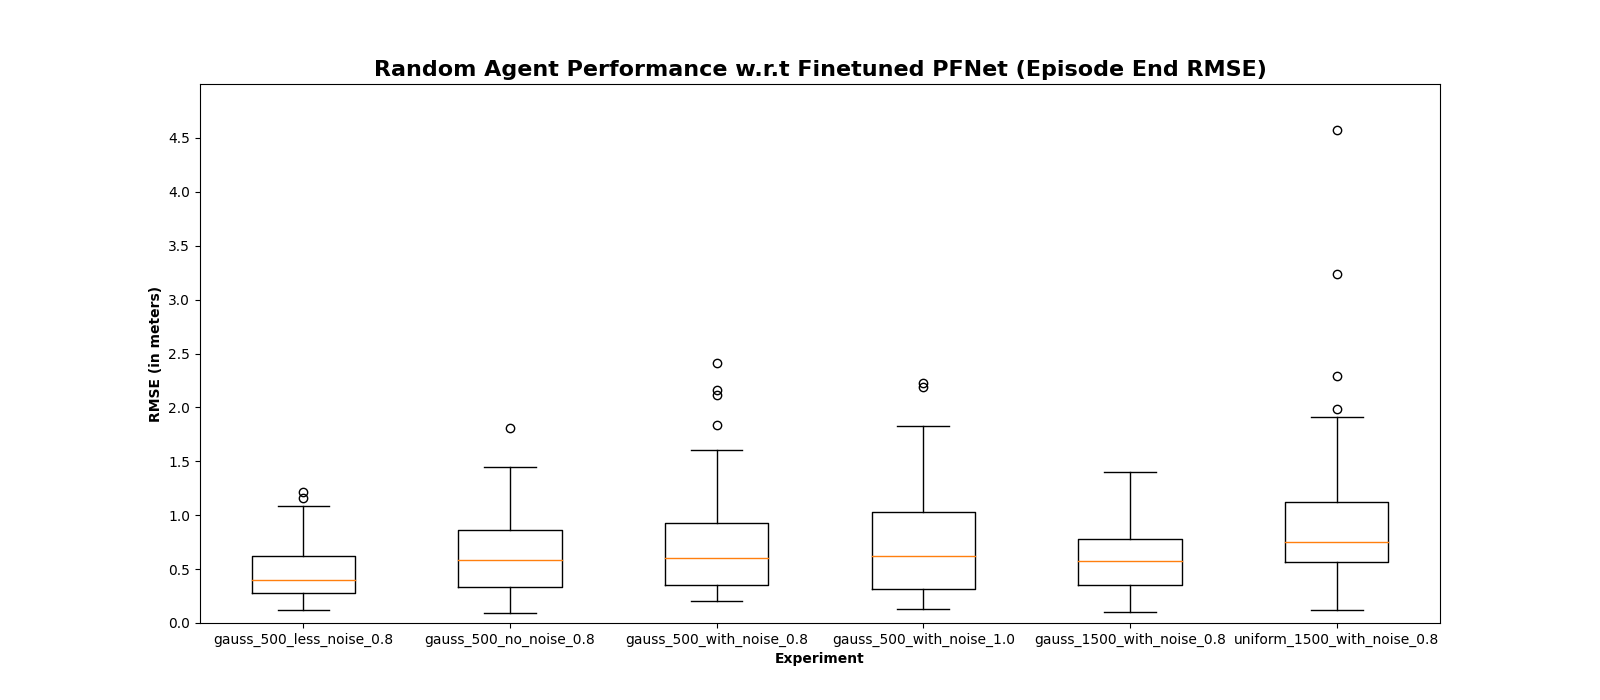 Random Agent Performance w.r.t Finetuned PFNet (Episode End RMSE)
RMSE (in meters)
4.5
4.0
3.5
3.0
2.5
2.0
1.5
1.0
0.5
0.0
gauss_500_less_noise_0.8 gauss_500_no_noise_0.8 gauss_500_with_noise_0.8 gauss_500_with_noise_1.0 gauss_1500_with_noise_0.8 uniform_1500_with_noise_0.8
Experiment